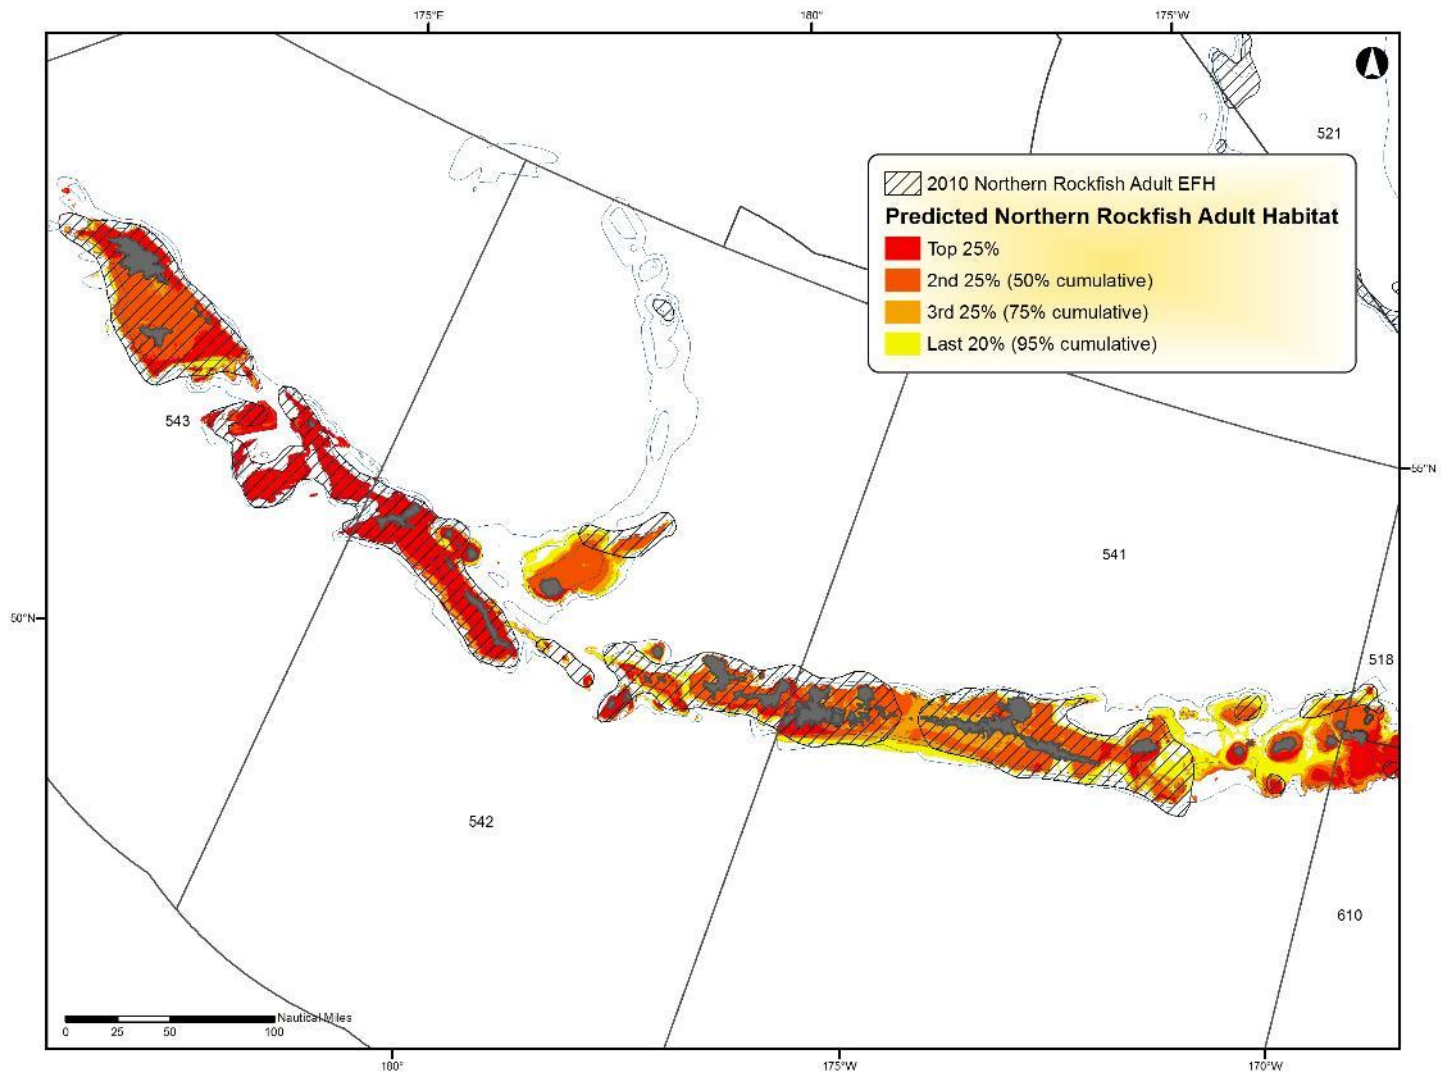 175°E
180°
175°W
521
2010 Northern Rockfish Adult EFH
Predicted Northern Rockfish Adult Habitat
Top 25%
2nd 25% (50% cumulative)
3rd 25% (75% cumulative)
Last 20% (95% cumulative)
543
55°N
541
50°N
518
542
610
Nautical Miles
0 25 50 100
180°
175°W
170°W